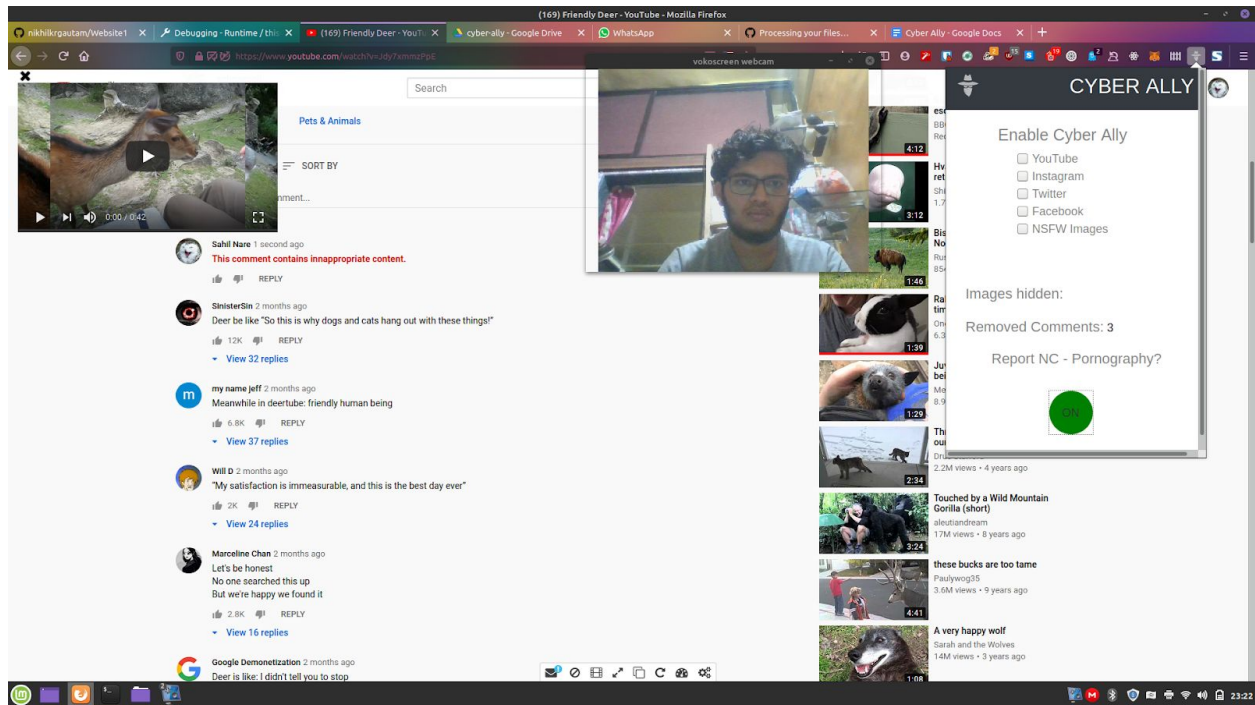 (169) Friendly Deer - YouTube - Mozilla Firefox
nikhilkrgautam/Website1
Debugging - Runtime / this
(169) Friendly Deer - YouTu
cyber-ally - Google Drive
WhatsApp
Processing your files...
Cyber Ally - Google Docs
https://www.youtube.com/watch?v=Jdy7xmmzPpE
vokoscreen webcam
Search
CYBER ALLY
Pets & Animals
SORT BY
mment...
0:00 / 0:42
Enable Cyber Ally
YouTube
Instagram
Twitter
Facebook
NSFW Images
Images hidden:
Removed Comments: 3
Report NC - Pornography?
ON
Sahil Nare 1 second ago
This comment contains innappropriate content.
REPLY
SinisterSin 2 months ago
Deer be like "So this is why dogs and cats hang out with these things!"
12K REPLY
View 32 replies
my name jeff 2 months ago
Meanwhile in deertube: friendly human being
6.8K REPLY
View 37 replies
Will D 2 months ago
"My satisfaction is immeasurable, and this is the best day ever"
2K REPLY
View 24 replies
Marceline Chan 2 months ago
Let's be honest
No one searched this up
But we're happy we found it
2.8K REPLY
View 16 replies
Google Demonetization 2 months ago
Deer is like: I didn't tell you to stop
4:12
3:12
1:46
1:39
1:29
2:34
2.2M views • 4 years ago
3:24
Touched by a Wild Mountain
Gorilla (short)
aleutiandream
17M views • 8 years ago
4:41
these bucks are too tame
Paulywog35
3.6M views • 9 years ago
1:08
A very happy wolf
Sarah and the Wolves
14M views • 3 years ago
23:22